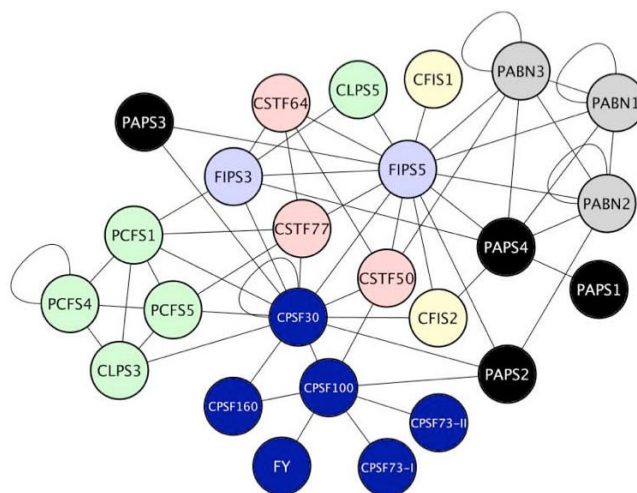 PABN3
CFIS1
CLPS5
CSTF64
PABN1
PAPS3
FIPS5
FIPS3
PABN2
PCFS1
CSTF77
PAPS4
CSTF50
PAPS1
PCFS4
PCFS5
CPSF30
CFIS2
CLPS3
PAPS2
CPSF100
CPSF160
CPSF73-II
FY
CPSF73-I